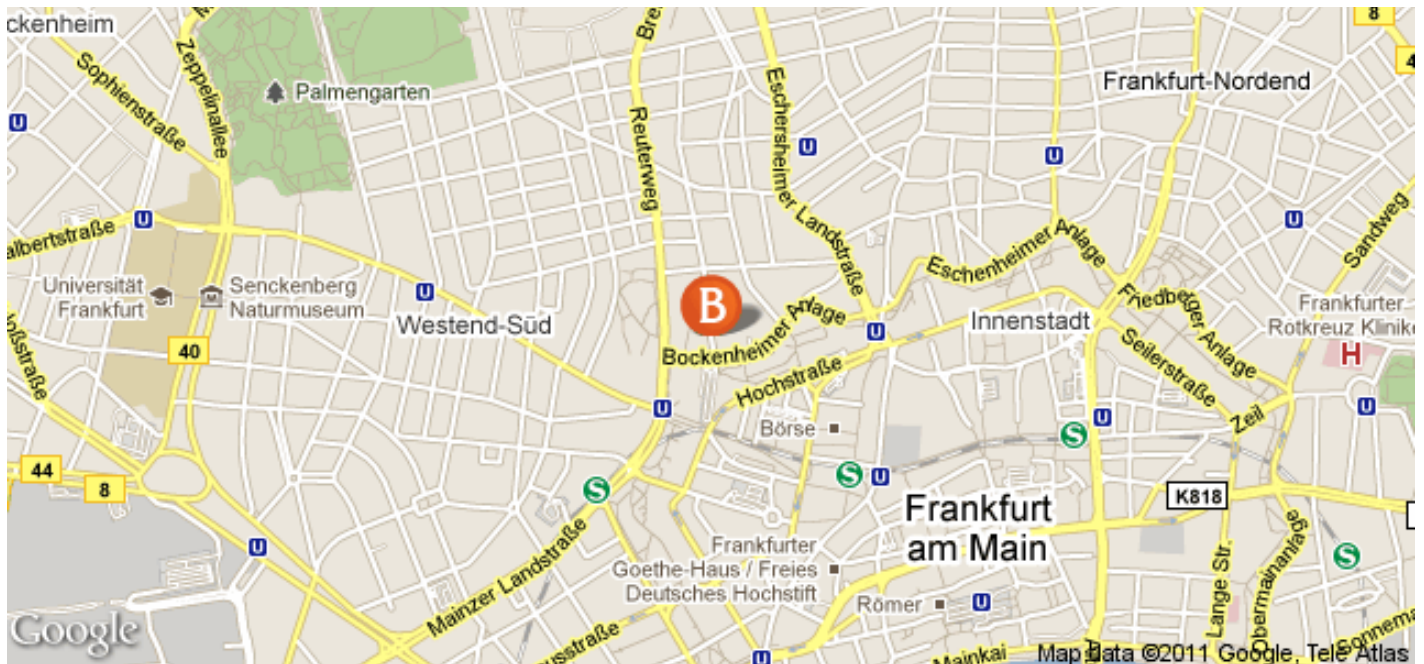 ckenheim
8
4
Sophienstraße
Zeppelinallee
Palmengarten
Bre
Reuterweg
Eschersheimer Landstraße
Frankfurt-Nordend
U
U
U
U
U
albertstraße
Sandweg
Eschenheimer Anlage
Universität
Frankfurt
Senckenberg
Naturmuseum
U
Westend-Süd
B
Bockenheimer Anlage
U
Innenstadt
Friedberger Anlage
Frankfurter
Rotkreuz Klinike
H
40
Seilerstraße
Hochstraße
U
Börse
U
Zeil
U
S
44
8
S
S
U
K818
Frankfurt
am Main
U
Mainzer Landstraße
Frankfurter
Goethe-Haus / Freies
Deutsches Hochstift
Römer
U
Lange Str.
Obermainanlage
S
Google
U
Mainkai
Sonnema
Map Data ©2011 Google, Tele Atlas